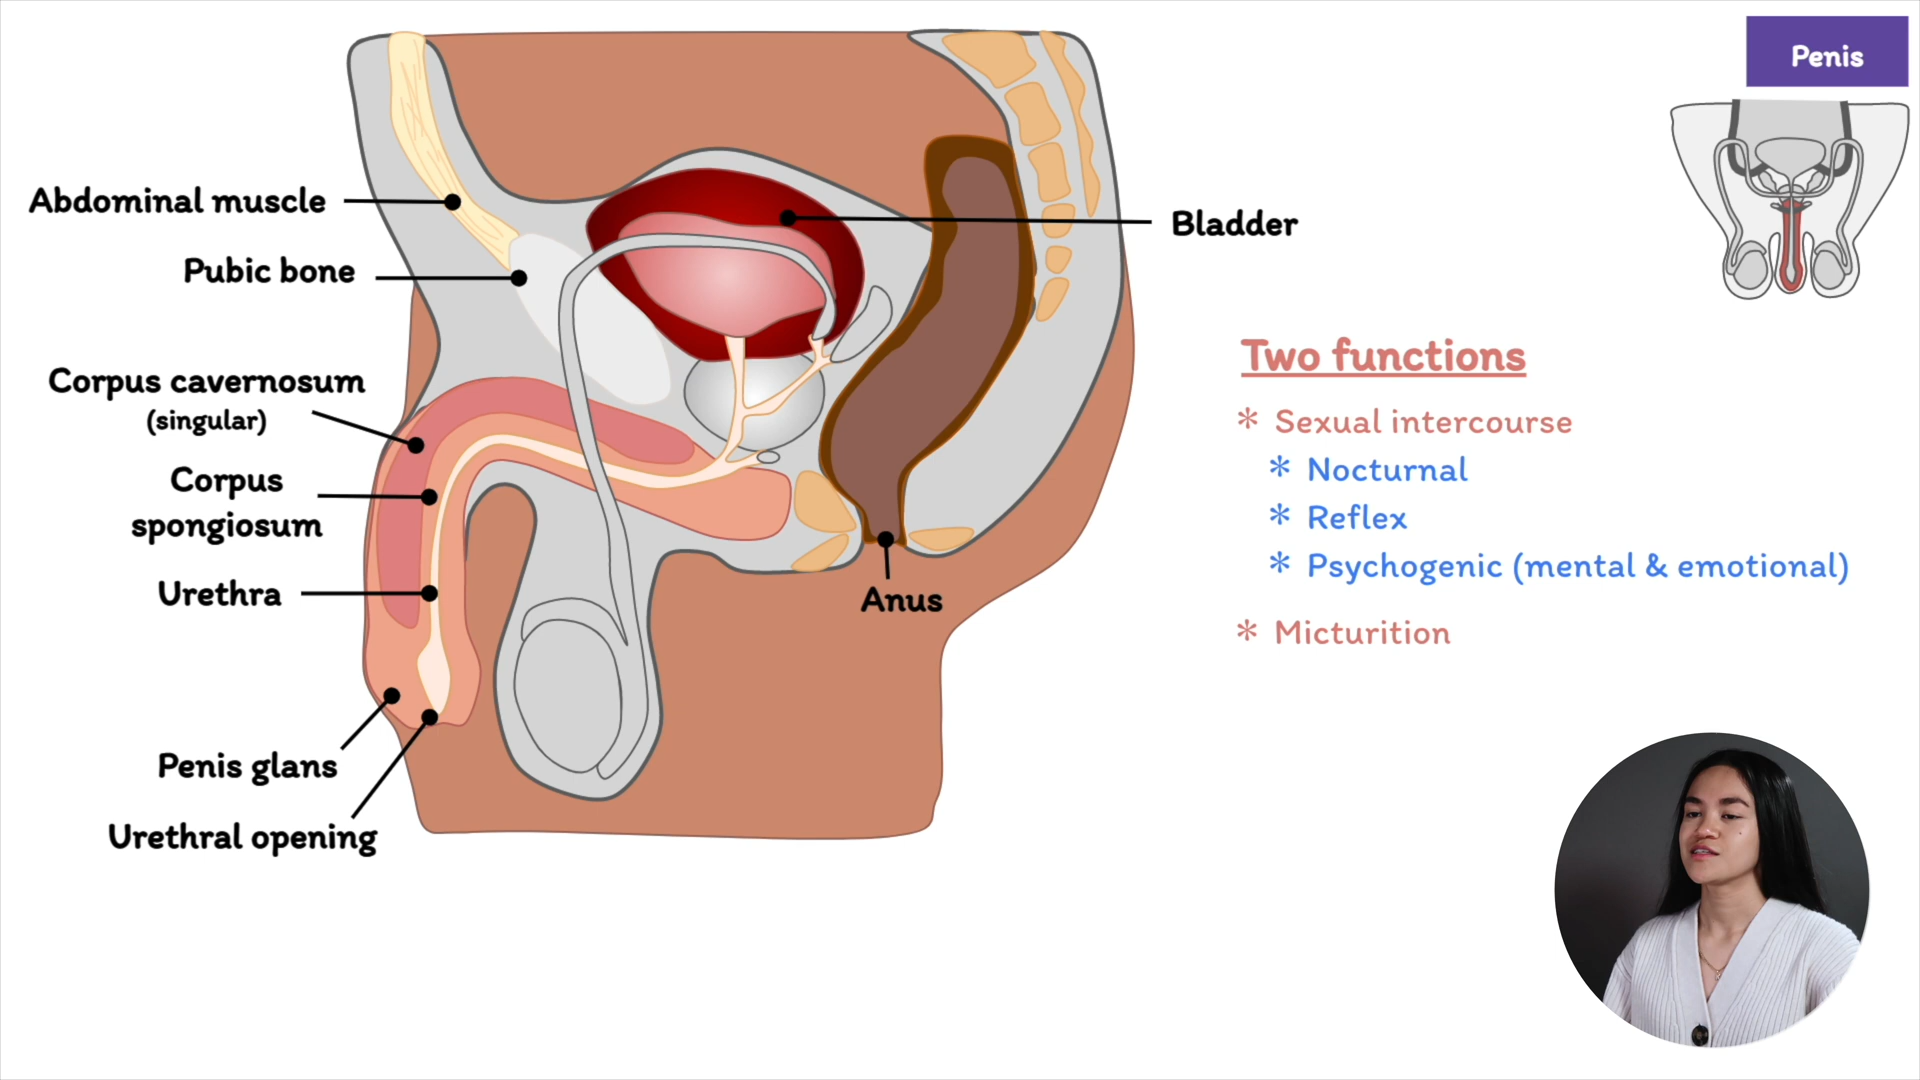 Penis
Abdominal muscle
Pubic bone
Corpus cavernosum
(singular)
Corpus
spongiosum
Urethra
Penis glans
Urethral opening
Bladder
Anus
Two functions
* Sexual intercourse
* Nocturnal
* Reflex
* Psychogenic (mental & emotional)
* Micturition